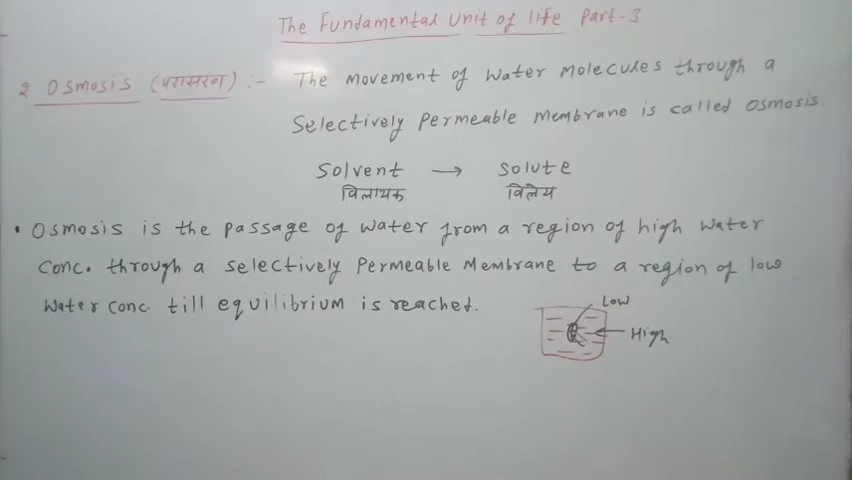 The Fundamental Unit of life Part-3
2 Osmosis (परासरण) :- The movement of water molecules through a
selectively permeable membrane is called osmosis
Solvent → Solute
विलायक विलेय
• Osmosis is the passage of water from a region of high water
conc. through a selectively permeable membrane to a region of low
water conc. till equilibrium is reached.
Low
High